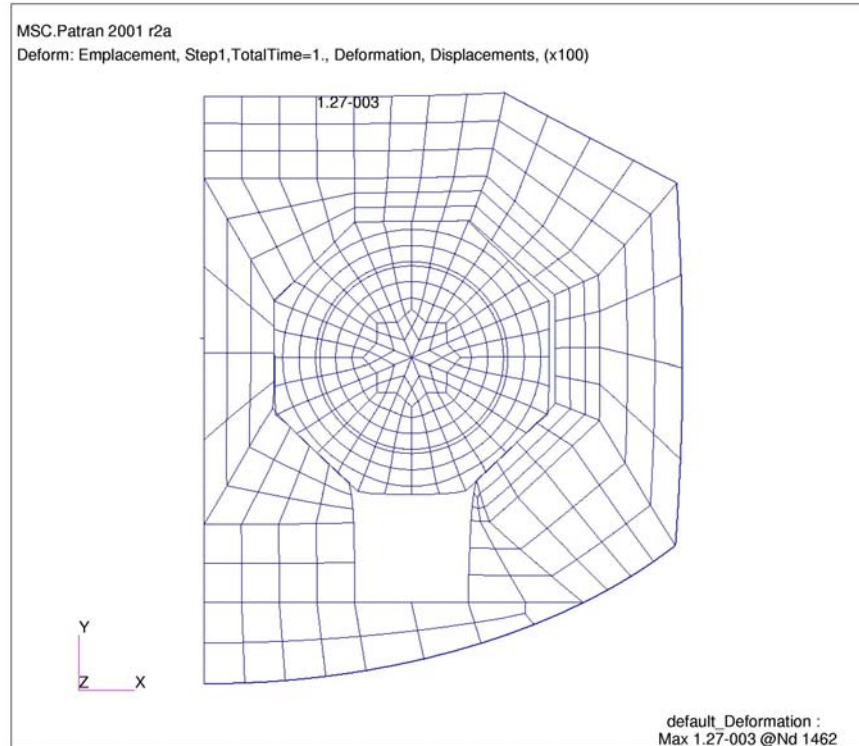 MSC.Patran 2001 r2a
Deform: Emplacement, Step1,TotalTime=1., Deformation, Displacements, (x100)
1.27-003
Y
Z X
default_Deformation :
Max 1.27-003 @Nd 1462